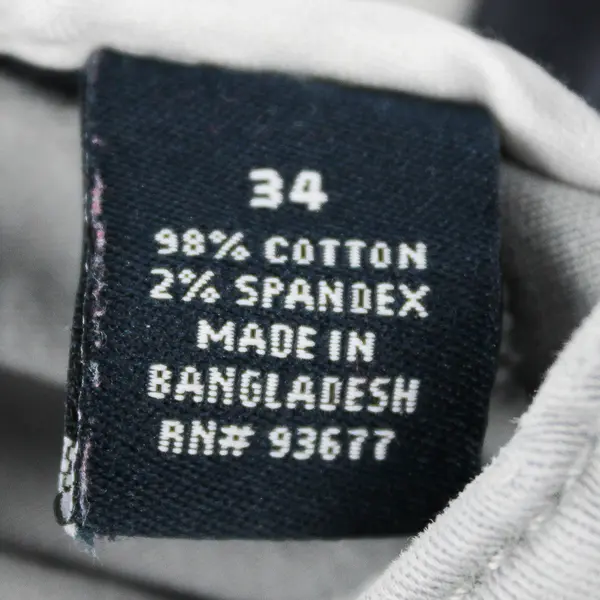 34
98% COTTON
2% SPANDEX
MADE IN
BANGLADESH
RN# 93677